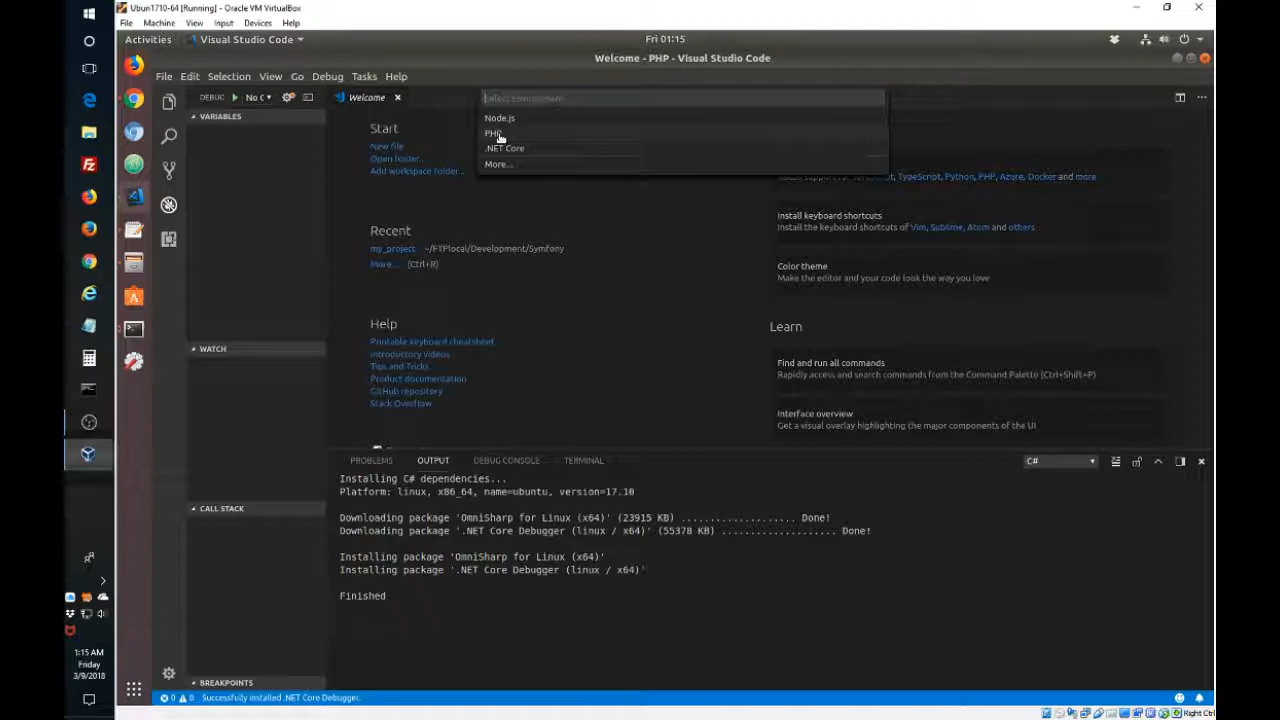 Ubun1710-64 [Running] - Oracle VM VirtualBox
File Machine View Input Devices Help
Activities Visual Studio Code Fri 01:15
Welcome - PHP - Visual Studio Code
File Edit Selection View Go Debug Tasks Help
DEBUG No C Welcome
VARIABLES
Node.js
PHP
.NET Core
More...
Start
New file
Open folder...
Add workspace folder...
TypeScript, Python, PHP, Azure, Docker and more
Install keyboard shortcuts
Install the keyboard shortcuts of Vim, Sublime, Atom and others
Recent
my_project ~/FTPlocal/Development/Symfony
More... (Ctrl+R)
Color theme
Make the editor and your code look the way you love
Help
Printable keyboard cheatsheet
Introductory videos
Tips and Tricks
Product documentation
GitHub repository
Stack Overflow
Learn
Find and run all commands
Rapidly access and search commands from the Command Palette (Ctrl+Shift+P)
Interface overview
Get a visual overlay highlighting the major components of the UI
WATCH
CALL STACK
BREAKPOINTS
PROBLEMS OUTPUT DEBUG CONSOLE TERMINAL C#
Installing C# dependencies...
Platform: linux, x86_64, name=ubuntu, version=17.10
Downloading package 'OmniSharp for Linux (x64)' (23915 KB) .................... Done!
Downloading package '.NET Core Debugger (linux / x64)' (55378 KB) .................... Done!
Installing package 'OmniSharp for Linux (x64)'
Installing package '.NET Core Debugger (linux / x64)'
Finished
0 0 Successfully installed .NET Core Debugger.
1:15 AM
Friday
3/9/2018
Right Ctrl